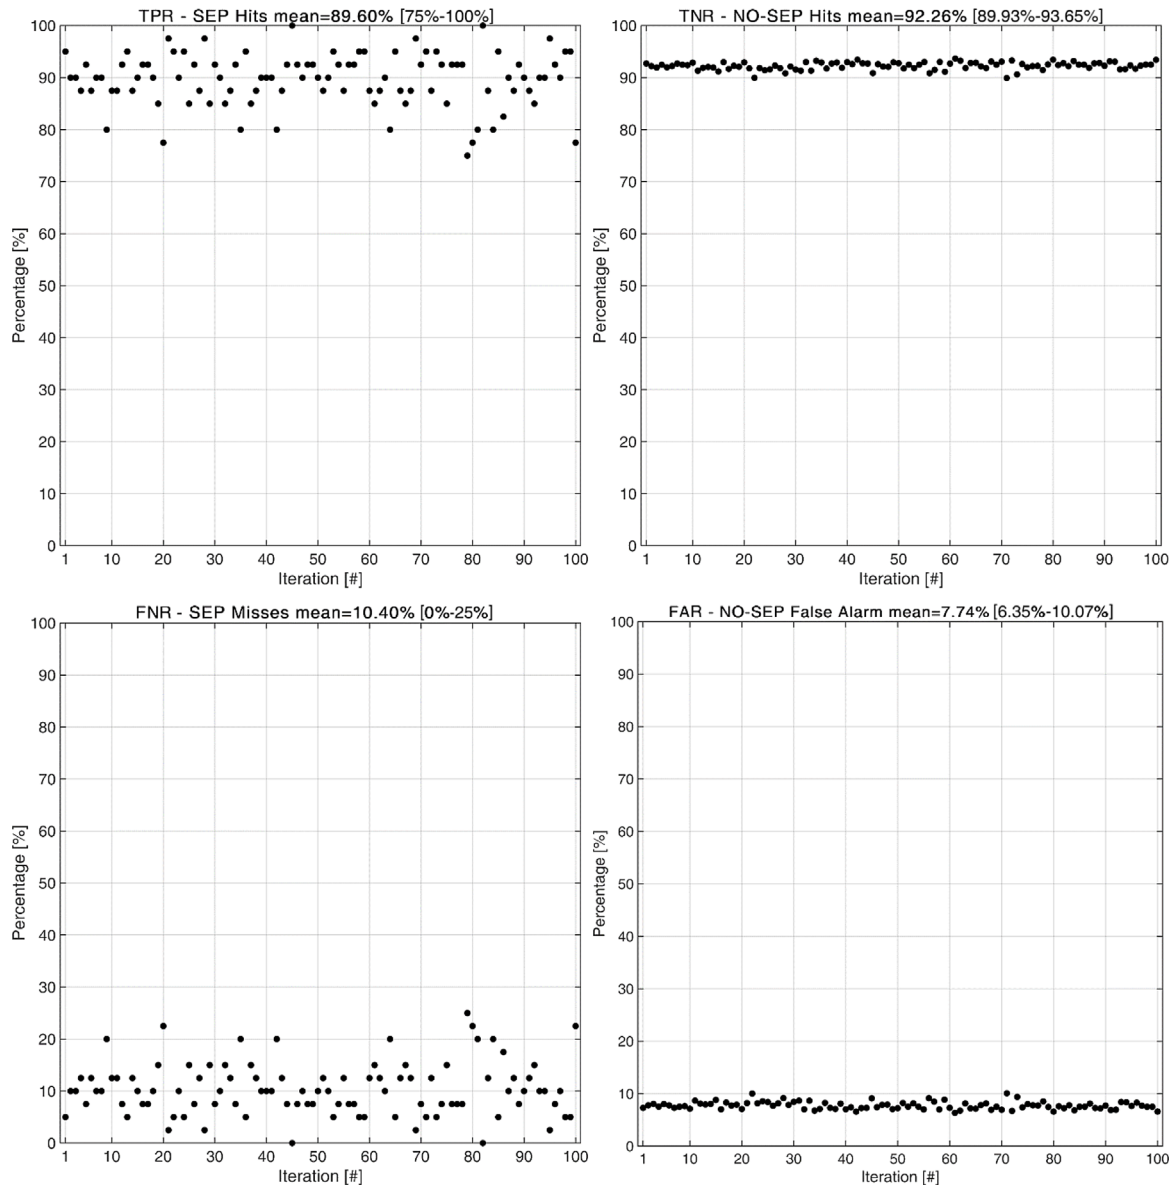 TPR - SEP Hits mean=89.60% [75%-100%]
100
90
80
70
60
50
40
30
20
10
0
Percentage [%]
1 10 20 30 40 50 60 70 80 90 100
Iteration [#]
TNR - NO-SEP Hits mean=92.26% [89.93%-93.65%]
100
90
80
70
60
50
40
30
20
10
0
Percentage [%]
1 10 20 30 40 50 60 70 80 90 100
Iteration [#]
FNR - SEP Misses mean=10.40% [0%-25%]
100
90
80
70
60
50
40
30
20
10
0
Percentage [%]
1 10 20 30 40 50 60 70 80 90 100
Iteration [#]
FAR - NO-SEP False Alarm mean=7.74% [6.35%-10.07%]
100
90
80
70
60
50
40
30
20
10
0
Percentage [%]
1 10 20 30 40 50 60 70 80 90 100
Iteration [#]